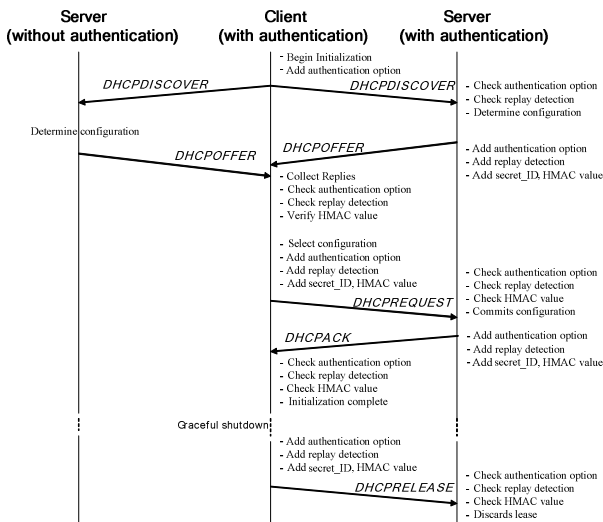 Server
(without authentication)
Client
(with authentication)
Server
(with authentication)
- Begin Initialization
- Add authentication option
DHCPDISCOVER
DHCPDISCOVER
- Check authentication option
- Check replay detection
- Determine configuration
Determine configuration
DHCPOFFER
DHCPOFFER
- Add authentication option
- Add replay detection
- Add secret_ID, HMAC value
- Collect Replies
- Check authentication option
- Check replay detection
- Verify HMAC value
- Select configuration
- Add authentication option
- Add replay detection
- Add secret_ID, HMAC value
DHCPREQUEST
- Check authentication option
- Check replay detection
- Check HMAC value
- Commits configuration
DHCPACK
- Add authentication option
- Add replay detection
- Add secret_ID, HMAC value
- Check authentication option
- Check replay detection
- Check HMAC value
- Initialization complete
Graceful shutdown
- Add authentication option
- Add replay detection
- Add secret_ID, HMAC value
DHCPRELEASE
- Check authentication option
- Check replay detection
- Check HMAC value
- Discards lease